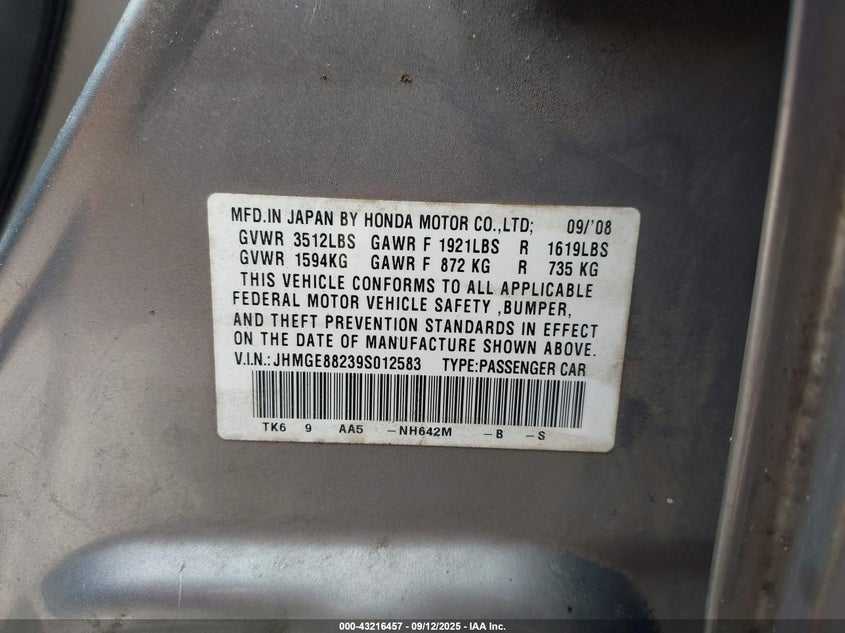 MFD.IN JAPAN BY HONDA MOTOR CO.,LTD; 09/'08
GVWR 3512LBS GAWR F 1921LBS R 1619LBS
GVWR 1594KG GAWR F 872 KG R 735 KG
THIS VEHICLE CONFORMS TO ALL APPLICABLE
FEDERAL MOTOR VEHICLE SAFETY ,BUMPER,
AND THEFT PREVENTION STANDARDS IN EFFECT
ON THE DATE OF MANUFACTURE SHOWN ABOVE.
V.I.N.:JHMGE88239S012583 TYPE:PASSENGER CAR
TK6 9 AA5 -NH642M -B -S
000-43216457 - 09/12/2025 - IAA Inc.